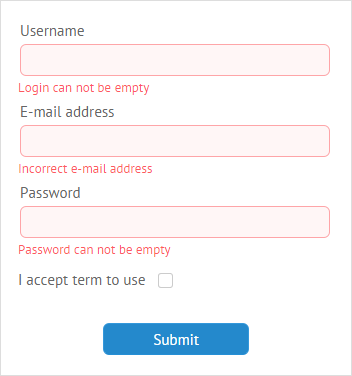 Username
Login can not be empty
E-mail address
Incorrect e-mail address
Password
Password can not be empty
I accept term to use
Submit